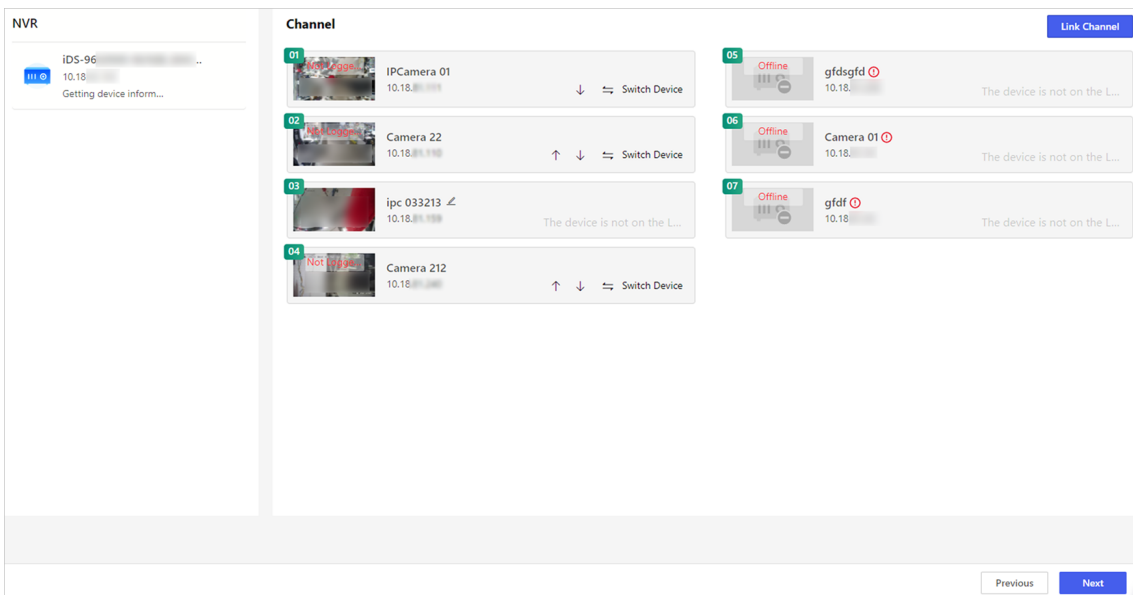 NVR
iDS-96 ..
10.18
Getting device inform...
Channel
Link Channel
01
Not Logge...
IPCamera 01
10.18.
Switch Device
02
Not Logge...
Camera 22
10.18.
Switch Device
03
ipc 033213
10.18.
The device is not on the L...
04
Not Logge...
Camera 212
10.18
Switch Device
05
Offline
gfdsgfd
10.18.
The device is not on the L...
06
Offline
Camera 01
10.18.
The device is not on the L...
07
Offline
gfdf
10.18
The device is not on the L...
Previous
Next